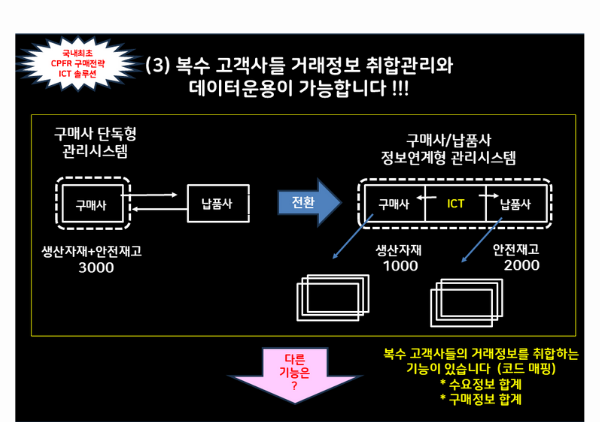 국내최초
CPFR 구매전략
ICT 솔루션
(3) 복수 고객사들 거래정보 취합관리와
데이터운용이 가능합니다 !!!
구매사 단독형
관리시스템
구매사
납품사
생산자재+안전재고
3000
전환
구매사/납품사
정보연계형 관리시스템
구매사
ICT
납품사
생산자재
1000
안전재고
2000
다른
기능은
?
복수 고객사들의 거래정보를 취합하는
기능이 있습니다 (코드 매핑)
* 수요정보 합계
* 구매정보 합계